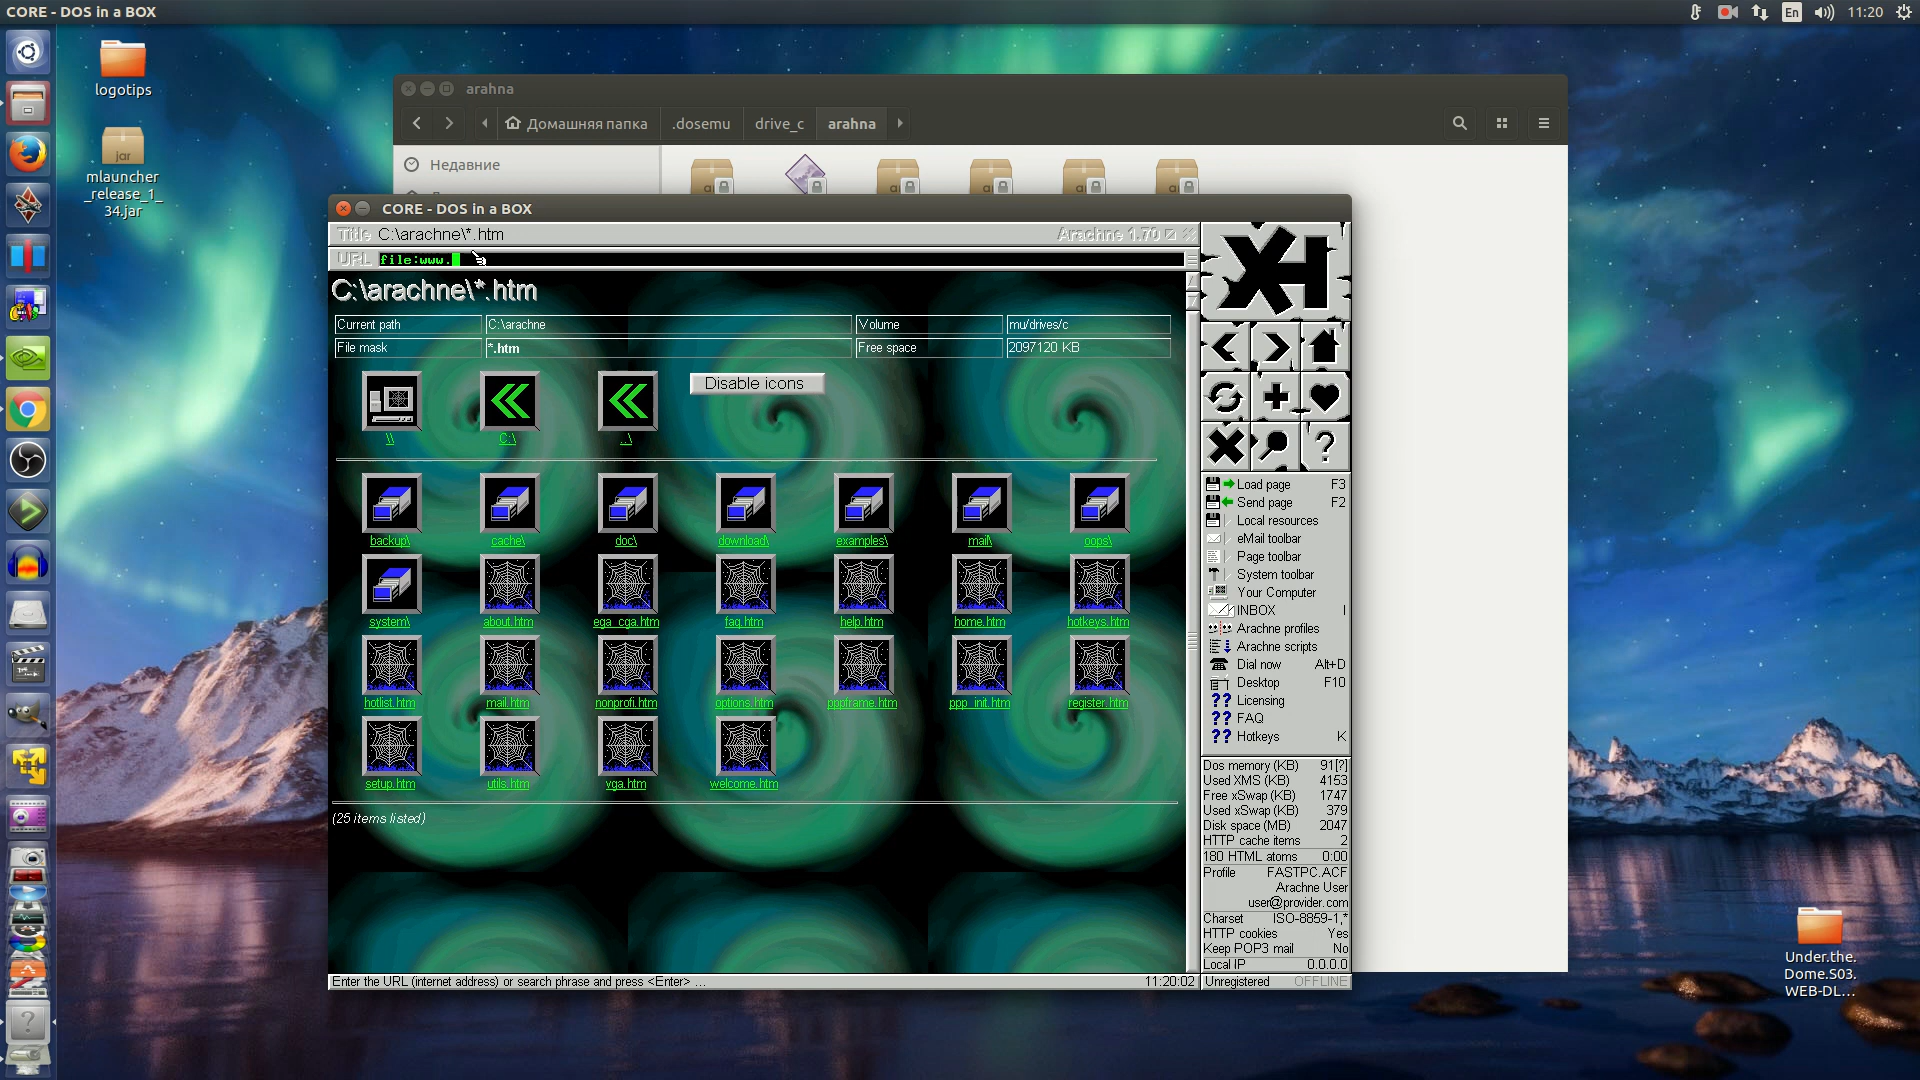 CORE - DOS in a BOX
En
11:20
logotips
jar
mlauncher
_release_1_
34.jar
arahna
Домашняя папка
.dosemu
drive_c
arahna
Недавние
CORE - DOS in a BOX
Title C:\arachne\*.htm
Arachne 1.70
URL file:www.
C:\arachne\*.htm
Current path C:\arachne Volume mu/drives/c
File mask *.htm Free space 2097120 KB
Disable icons
\\ C:\ ..\
backup\ cache\ doc\ download\ examples\ mail\ oops\
system\ about.htm ega_cga.htm faq.htm help.htm home.htm hotkeys.htm
hotlist.htm mail.htm nonprofi.htm options.htm pppframe.htm ppp_init.htm register.htm
setup.htm utils.htm vga.htm welcome.htm
(25 items listed)
Enter the URL (internet address) or search phrase and press <Enter> ...
11:20:02
Load page F3
Send page F2
Local resources
eMail toolbar
Page toolbar
System toolbar
Your Computer
INBOX I
Arachne profiles
Arachne scripts
Dial now Alt+D
Desktop F10
?? Licensing
?? FAQ
?? Hotkeys K
Dos memory (KB) 91[?]
Used XMS (KB) 4153
Free xSwap (KB) 1747
Used xSwap (KB) 379
Disk space (MB) 2047
HTTP cache items 2
180 HTML atoms 0:00
Profile FASTPC.ACF
Arachne User
user@provider.com
Charset ISO-8859-1,*
HTTP cookies Yes
Keep POP3 mail No
Local IP 0.0.0.0
Unregistered OFFLINE
Under.the.
Dome.S03.
WEB-DL...